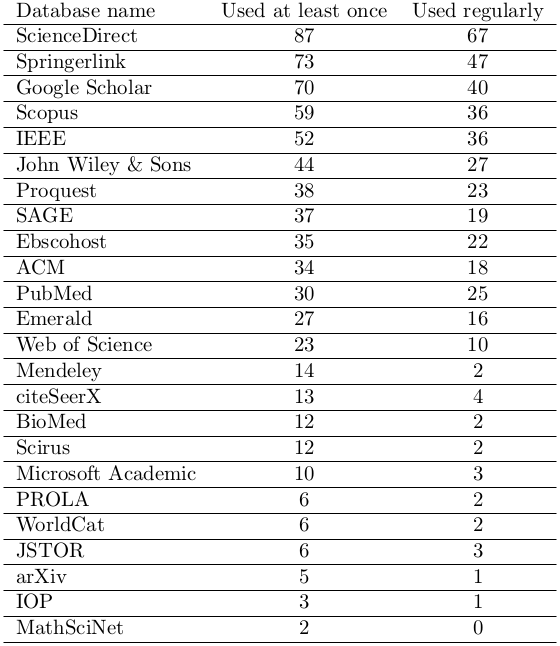 Database name Used at least once Used regularly
ScienceDirect 87 67
Springerlink 73 47
Google Scholar 70 40
Scopus 59 36
IEEE 52 36
John Wiley & Sons 44 27
Proquest 38 23
SAGE 37 19
Ebscohost 35 22
ACM 34 18
PubMed 30 25
Emerald 27 16
Web of Science 23 10
Mendeley 14 2
citeSeerX 13 4
BioMed 12 2
Scirus 12 2
Microsoft Academic 10 3
PROLA 6 2
WorldCat 6 2
JSTOR 6 3
arXiv 5 1
IOP 3 1
MathSciNet 2 0